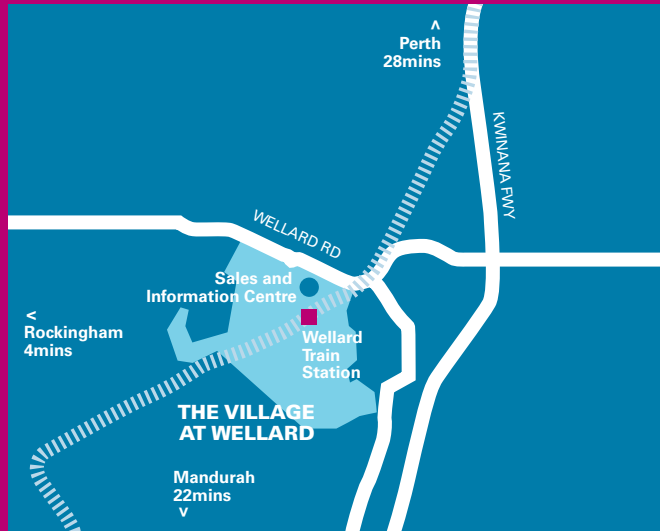 ^
Perth
28mins
KWINANA FWY
WELLARD RD
Sales and
Information Centre
<
Rockingham
4mins
Wellard
Train
Station
THE VILLAGE
AT WELLARD
Mandurah
22mins
v